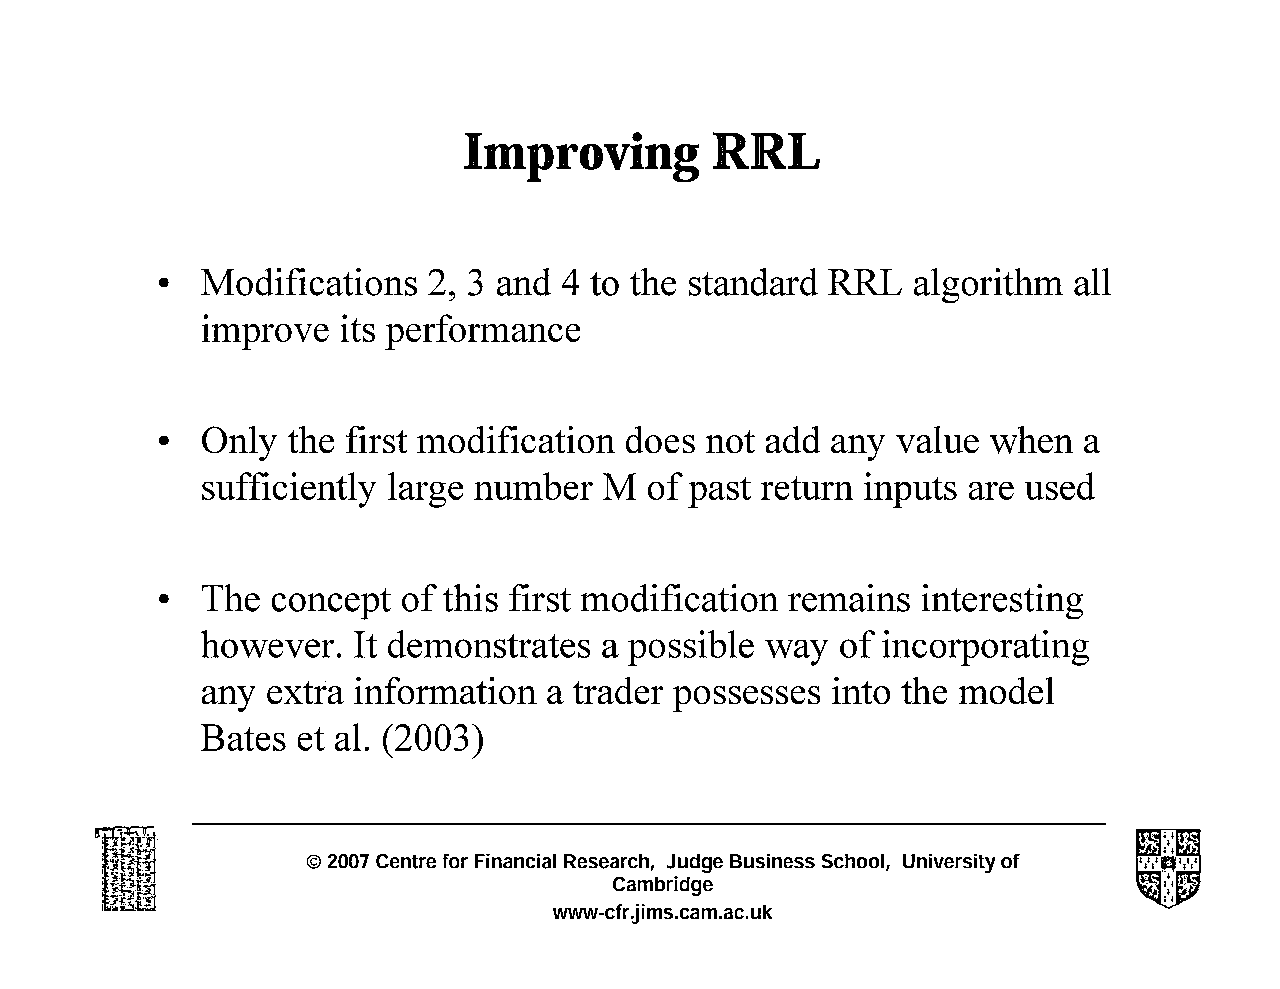 Improving RRL
• Modifications 2, 3 and 4 to the standard RRL algorithm all
improve its performance
• Only the first modification does not add any value when a
sufficiently large number M of past return inputs are used
• The concept of this first modification remains interesting
however. It demonstrates a possible way of incorporating
any extra information a trader possesses into the model
Bates et al. (2003)
© 2007 Centre for Financial Research, Judge Business School, University of
Cambridge
www-cfr.jims.cam.ac.uk